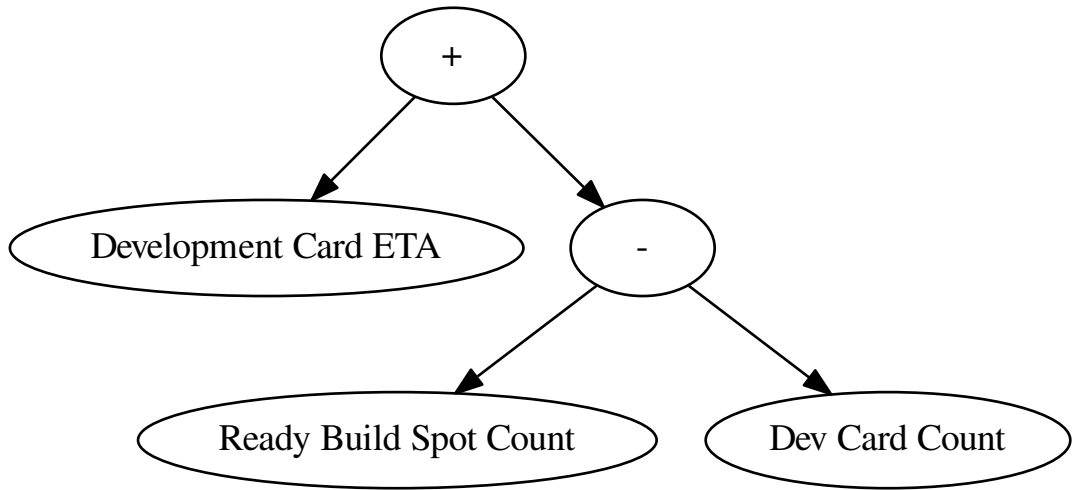 +
Development Card ETA
-
Ready Build Spot Count
Dev Card Count